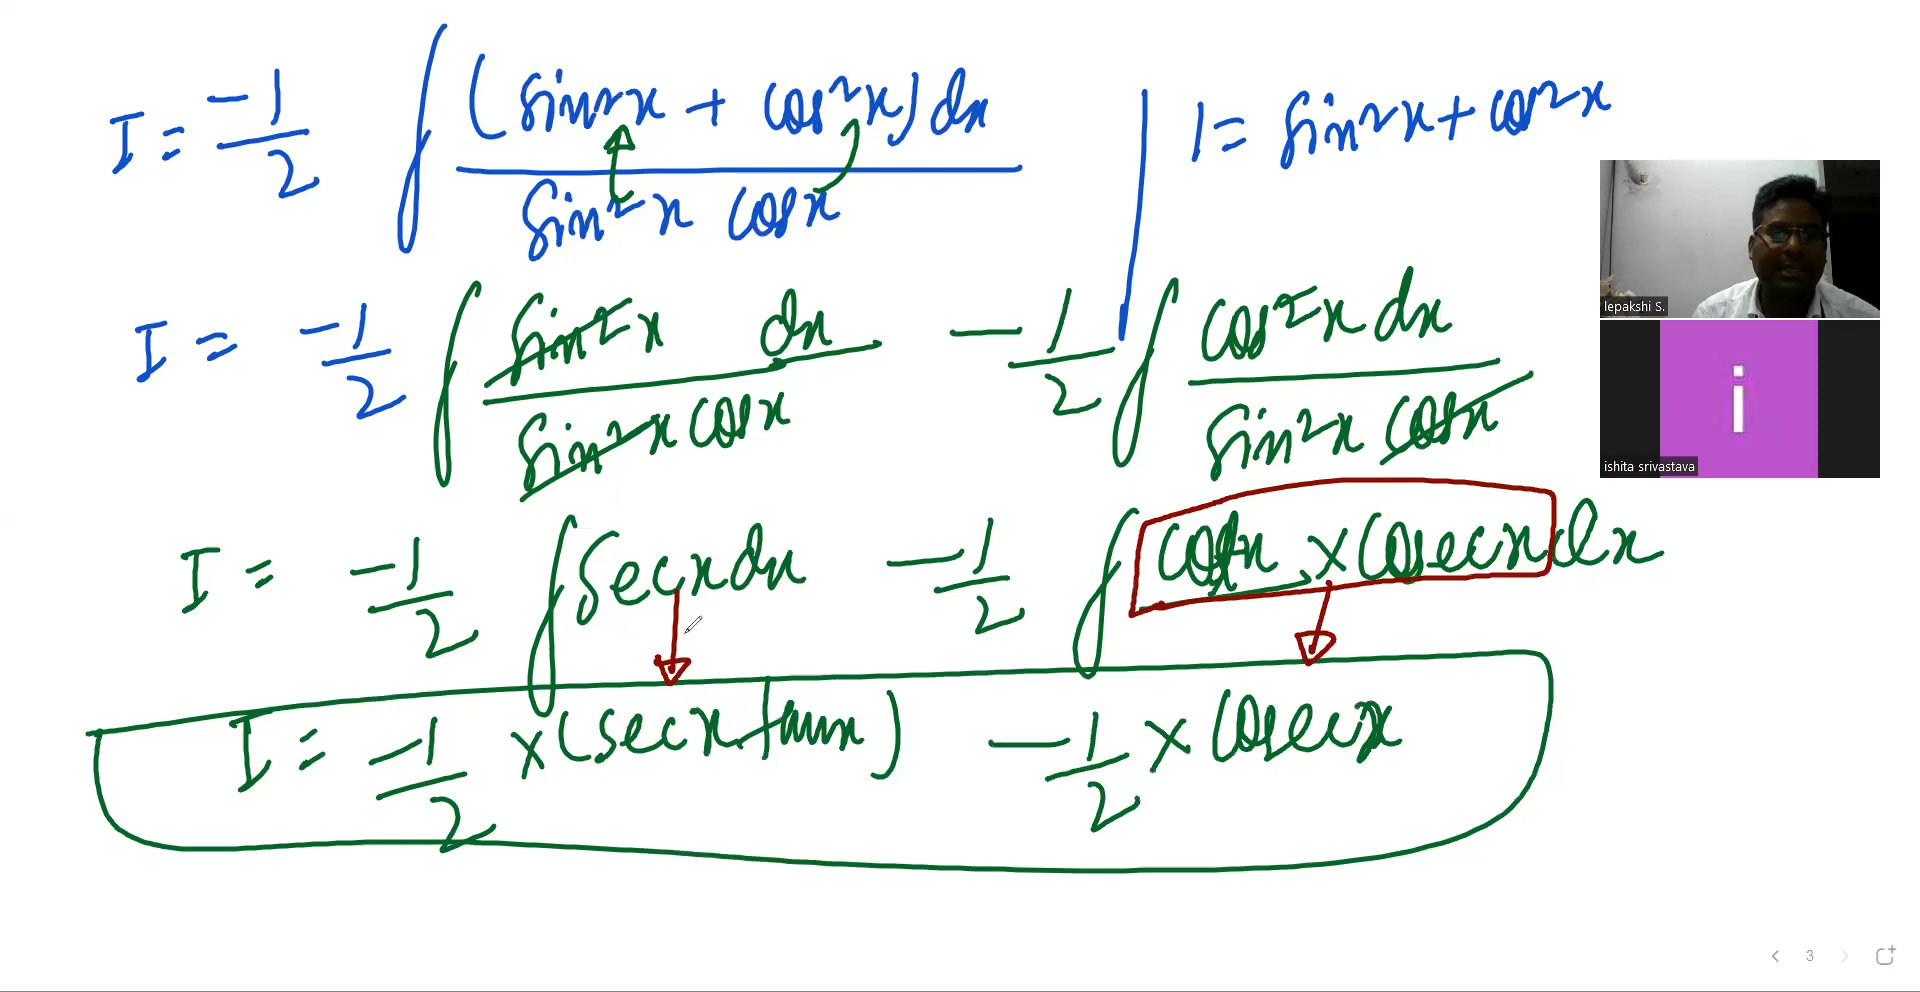 I = -1/2 ∫ (sin²x + cos²x) dx / sin²x cosx | 1 = sin²x + cos²x
I = -1/2 ∫ sin²x dx / sin²x cosx - 1/2 ∫ cos²x dx / sin²x cosx
I = -1/2 ∫ secx dx - 1/2 ∫ cotx × cosecx dx
I = -1/2 × (secx tanx) - 1/2 × cosecx
lepakshi S.
i
ishita srivastava
3